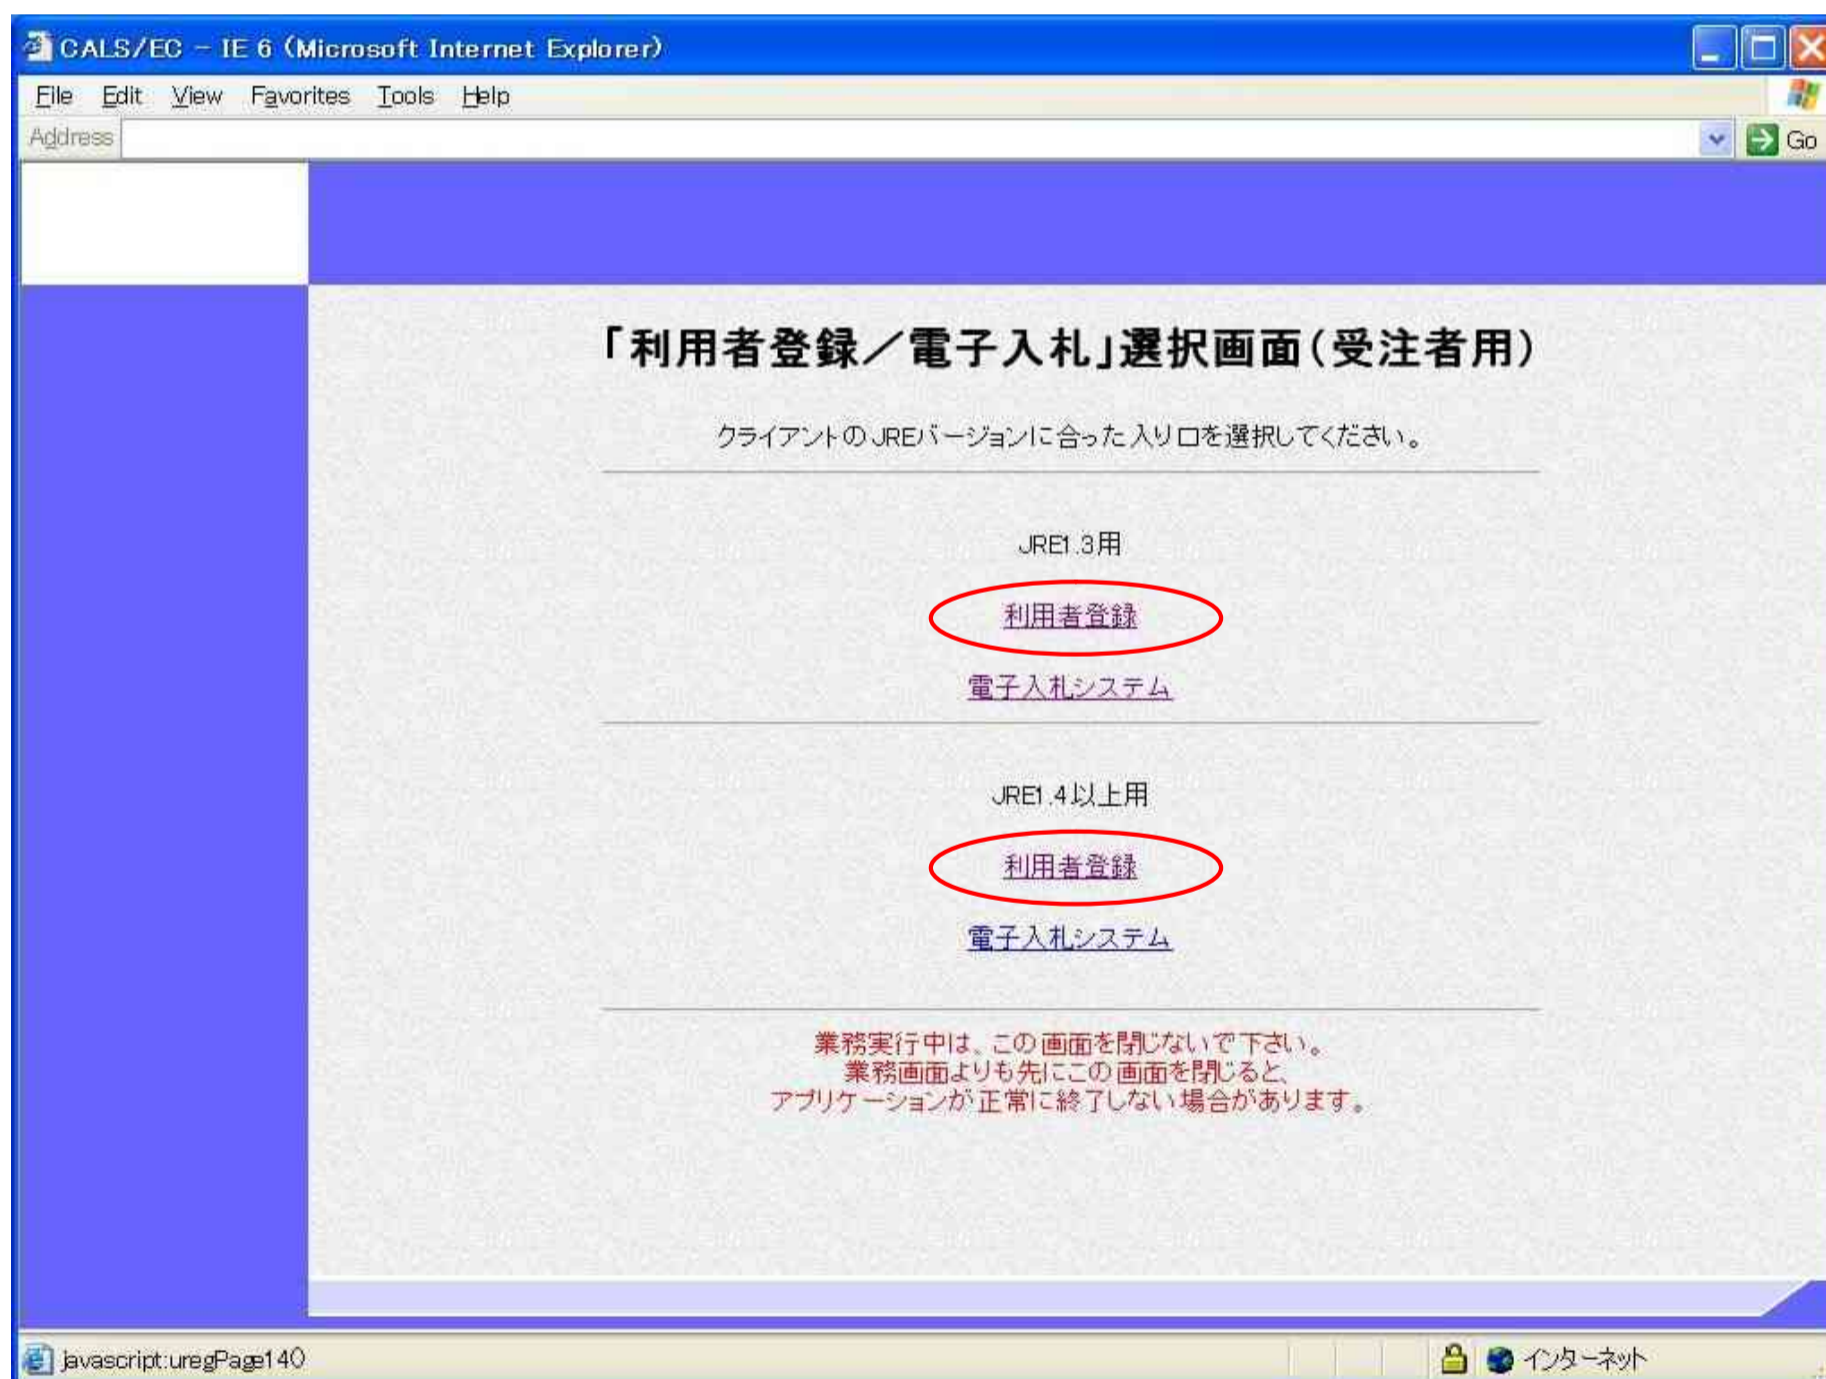 CALS/EC - IE 6 (Microsoft Internet Explorer)
File Edit View Favorites Tools Help
Address Go
「利用者登録／電子入札」選択画面(受注者用)
クライアントのJREバージョンに合った入り口を選択してください。
JRE1.3用
利用者登録
電子入札システム
JRE1.4以上用
利用者登録
電子入札システム
業務実行中は、この画面を閉じないで下さい。
業務画面よりも先にこの画面を閉じると、
アプリケーションが正常に終了しない場合があります。
javascript:uregPage14() インターネット